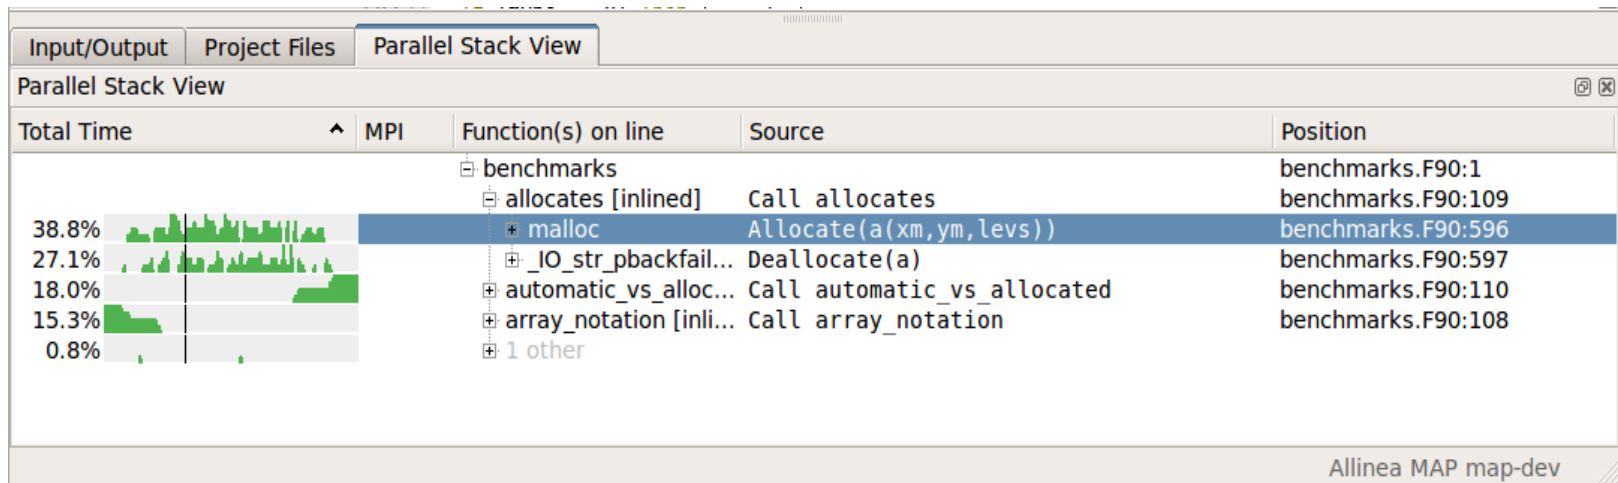 Input/Output Project Files Parallel Stack View
Parallel Stack View
Total Time MPI Function(s) on line Source Position
benchmarks benchmarks.F90:1
allocates [inlined] Call allocates benchmarks.F90:109
38.8% malloc Allocate(a(xm,ym,levs)) benchmarks.F90:596
27.1% _IO_str_pbackfail... Deallocate(a) benchmarks.F90:597
18.0% automatic_vs_alloc... Call automatic_vs_allocated benchmarks.F90:110
15.3% array_notation [inli... Call array_notation benchmarks.F90:108
0.8% 1 other
Allinea MAP map-dev